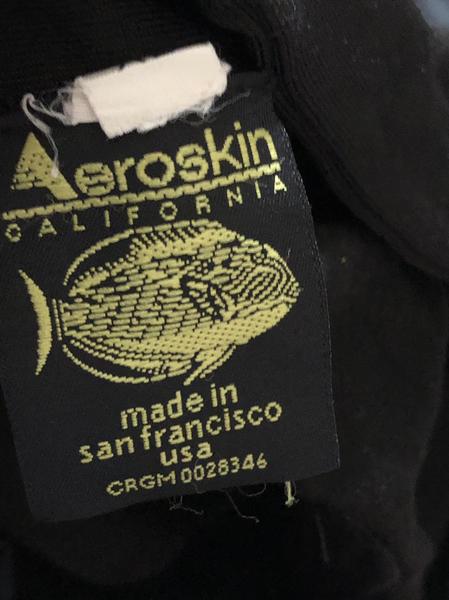 Aeroskin
CALIFORNIA
made in
san francisco
usa
CRGM 0028346